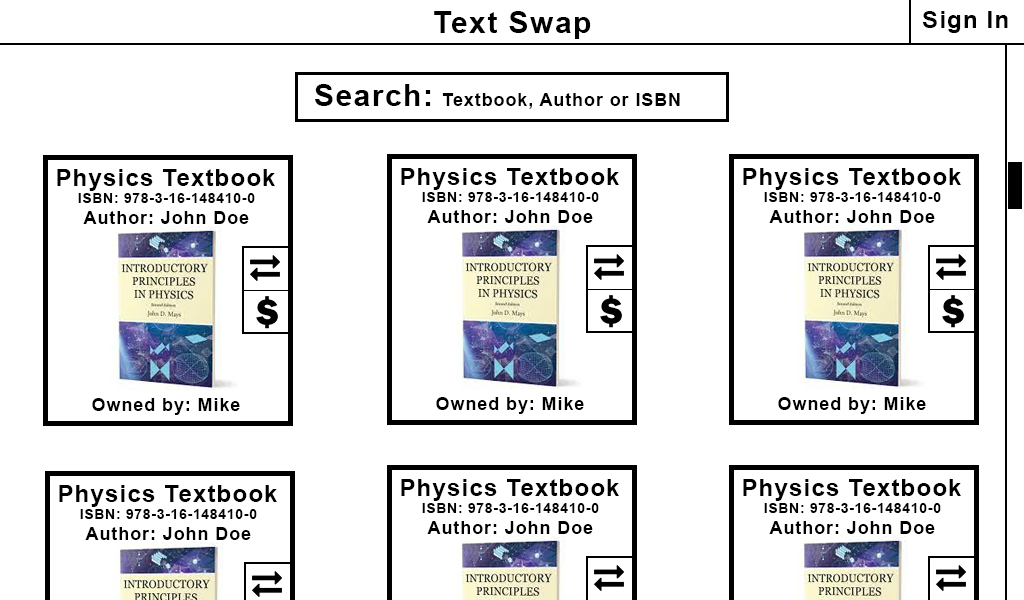 Text Swap
Sign In
Search: Textbook, Author or ISBN
Physics Textbook
ISBN: 978-3-16-148410-0
Author: John Doe
INTRODUCTORY
PRINCIPLES
IN PHYSICS
Second Edition
John D. Mays
$
Owned by: Mike
Physics Textbook
ISBN: 978-3-16-148410-0
Author: John Doe
INTRODUCTORY
PRINCIPLES
IN PHYSICS
Second Edition
John D. Mays
$
Owned by: Mike
Physics Textbook
ISBN: 978-3-16-148410-0
Author: John Doe
INTRODUCTORY
PRINCIPLES
IN PHYSICS
Second Edition
John D. Mays
$
Owned by: Mike
Physics Textbook
ISBN: 978-3-16-148410-0
Author: John Doe
INTRODUCTORY
PRINCIPLES
Physics Textbook
ISBN: 978-3-16-148410-0
Author: John Doe
INTRODUCTORY
PRINCIPLES
Physics Textbook
ISBN: 978-3-16-148410-0
Author: John Doe
INTRODUCTORY
PRINCIPLES